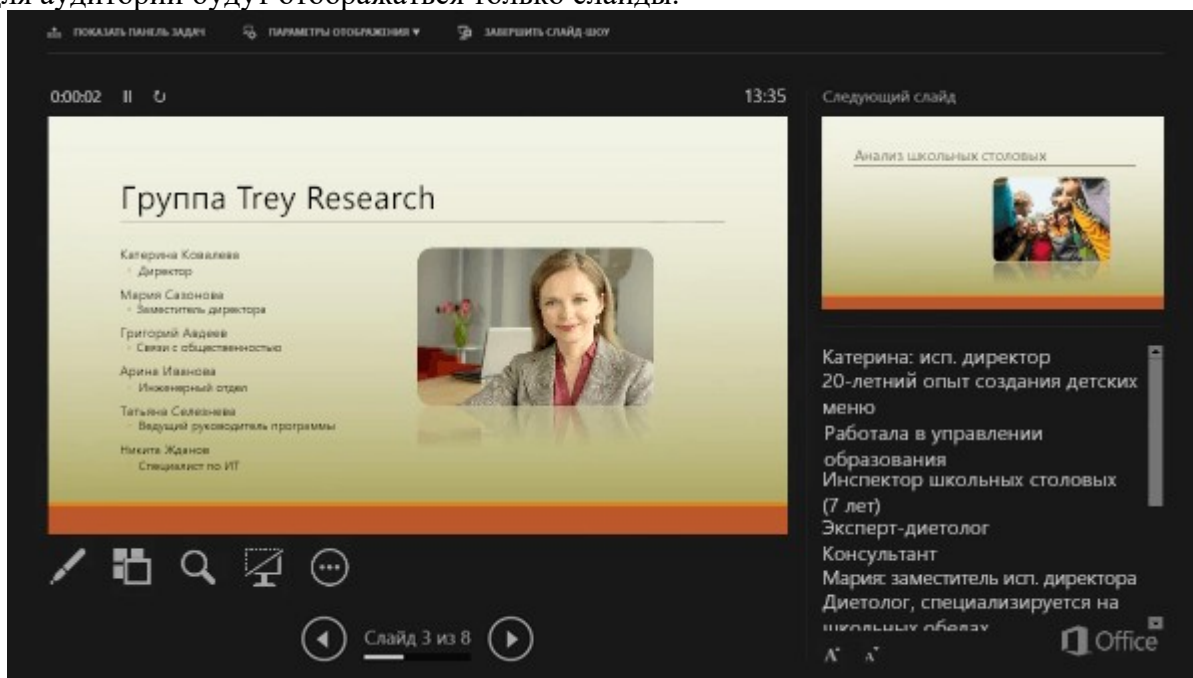 для аудитории будут отображаться только слайды.
ПОКАЗАТЬ ПАНЕЛЬ ЗАДАЧ
ПАРАМЕТРЫ ОТОБРАЖЕНИЯ ▼
ЗАВЕРШИТЬ СЛАЙД-ШОУ
0:00:02
13:35
Группа Trey Research
Катерина Ковалева
Директор
Мария Сазонова
Заместитель директора
Григорий Авдеев
Связи с общественностью
Арина Иванова
Инженерный отдел
Татьяна Селезнева
Ведущий руководитель программы
Никита Жданов
Специалист по ИТ
Слайд 3 из 8
Следующий слайд
Анализ школьных столовых
Катерина: исп. директор
20-летний опыт создания детских
меню
Работала в управлении
образования
Инспектор школьных столовых
(7 лет)
Эксперт-диетолог
Консультант
Мария: заместитель исп. директора
Диетолог, специализируется на
школьных обедах
A A
Office